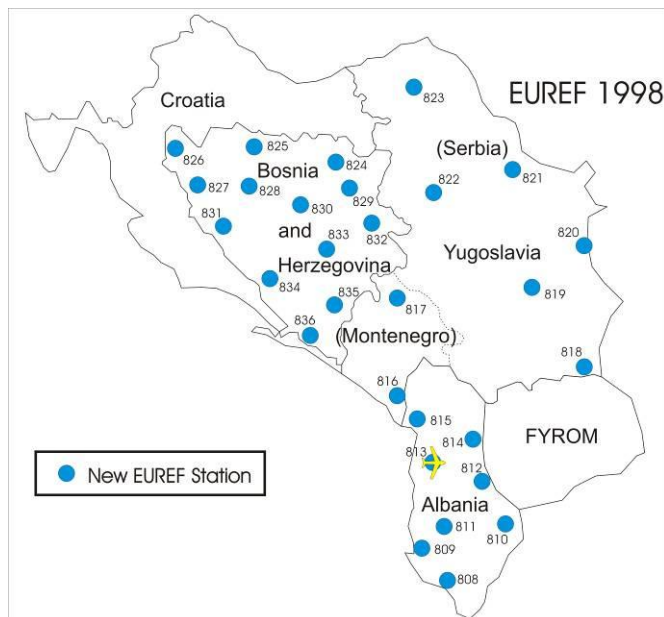 EUREF 1998
823
Croatia
825
(Serbia)
824
826
Bosnia
821
822
827
828
829
830
831
and
832
820
833
Yugoslavia
Herzegovina
834
819
835
817
836
(Montenegro)
818
816
815
FYROM
814
813
812
New EUREF Station
Albania
811
810
809
808